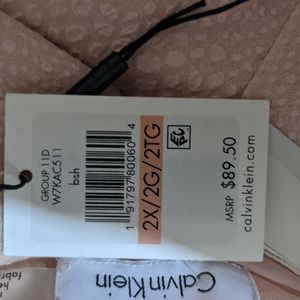 GROUP 11D
W7KAC511
bsh
1 91797 80060 4
2X/2G/2TG
MSRP $89.50
calvinklein.com
Calvin Klein